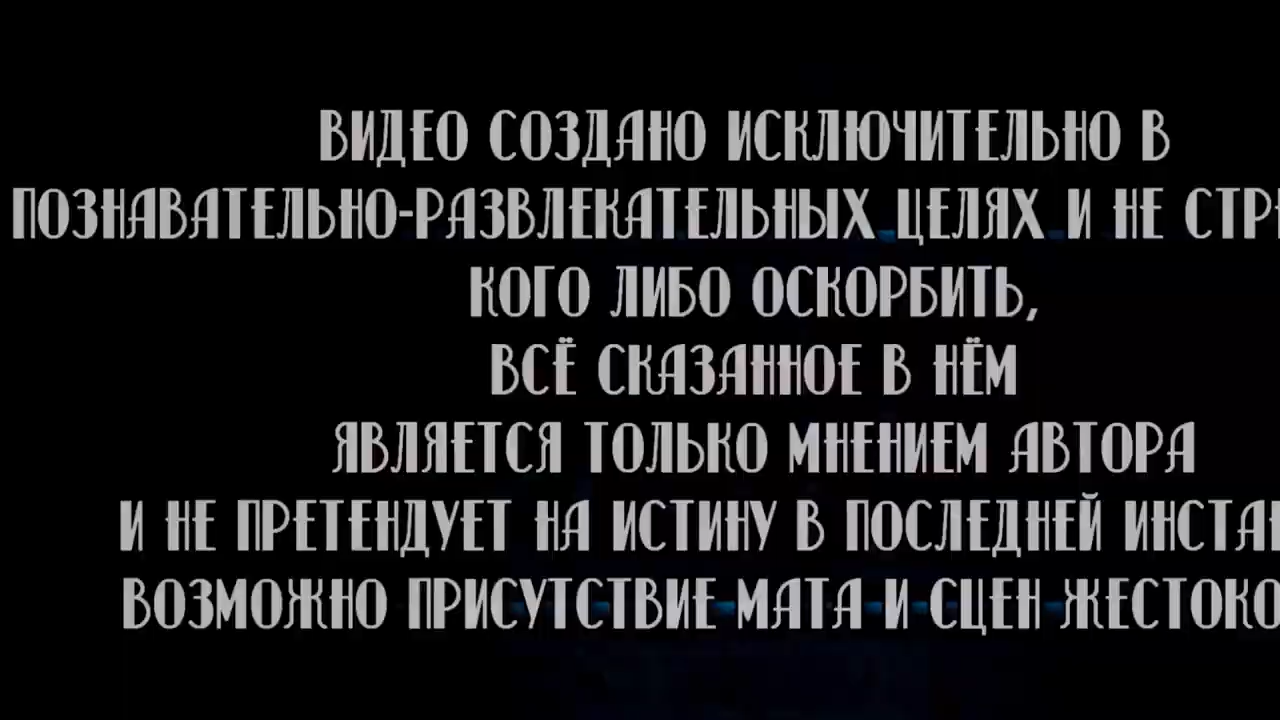 ВИДЕО СОЗДАНО ИСКЛЮЧИТЕЛЬНО В
ПОЗНАВАТЕЛЬНО-РАЗВЛЕКАТЕЛЬНЫХ ЦЕЛЯХ И НЕ
КОГО ЛИБО ОСКОРБИТЬ,
ВСЁ СКАЗАННОЕ В НЁМ
ЯВЛЯЕТСЯ ТОЛЬКО МНЕНИЕМ АВТОРА
И НЕ ПРЕТЕНДУЕТ НА ИСТИНУ В ПОСЛЕДНЕЙ
ВОЗМОЖНО ПРИСУТСТВИЕ МАТА И СЦЕН